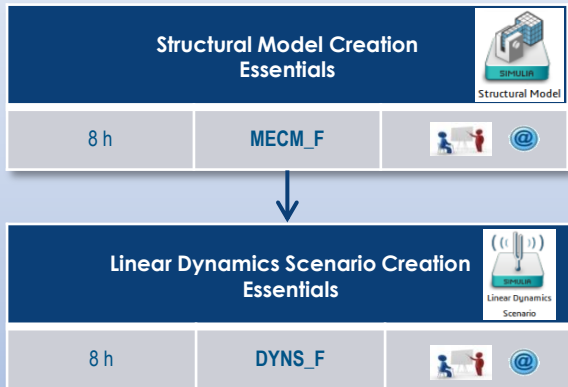 Structural Model Creation
Essentials
SIMULIA
Structural Model
8 h
MECM_F
@
Linear Dynamics Scenario Creation
Essentials
SIMULIA
Linear Dynamics
Scenario
8 h
DYNS_F
@